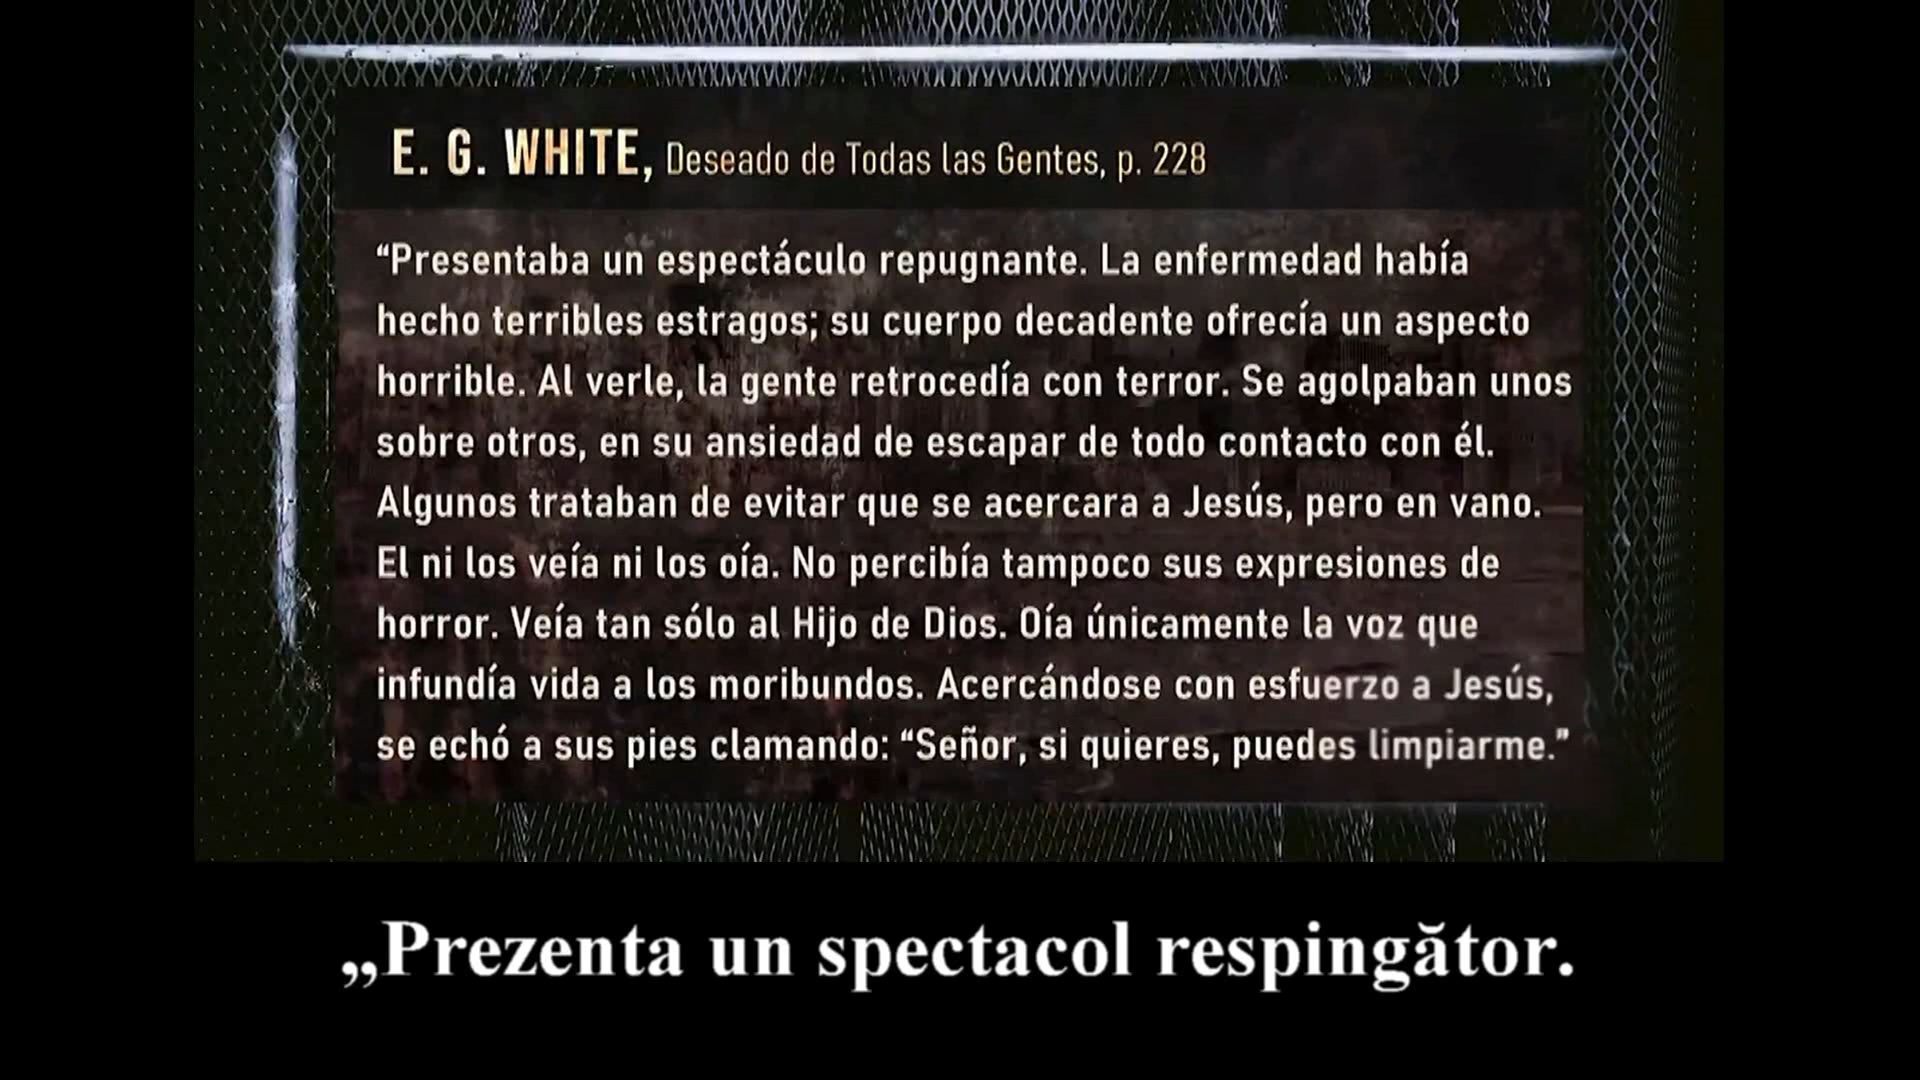 E. G. WHITE, Deseado de Todas las Gentes, p. 228
“Presentaba un espectáculo repugnante. La enfermedad había
hecho terribles estragos; su cuerpo decadente ofrecía un aspecto
horrible. Al verle, la gente retrocedía con terror. Se agolpaban unos
sobre otros, en su ansiedad de escapar de todo contacto con él.
Algunos trataban de evitar que se acercara a Jesús, pero en vano.
El ni los veía ni los oía. No percibía tampoco sus expresiones de
horror. Veía tan sólo al Hijo de Dios. Oía únicamente la voz que
infundía vida a los moribundos. Acercándose con esfuerzo a Jesús,
se echó a sus pies clamando: “Señor, si quieres, puedes limpiarme.”
„Prezenta un spectacol respingător.